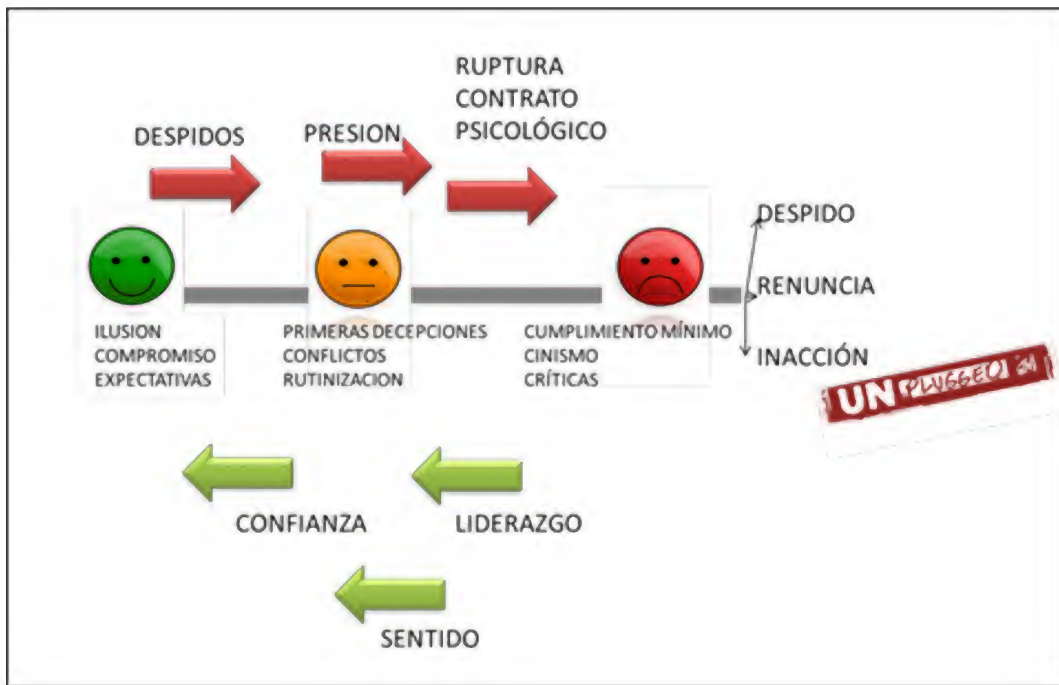 RUPTURA
CONTRATO
PSICOLÓGICO
DESPIDOS
PRESION
DESPIDO
RENUNCIA
INACCIÓN
ILUSION
COMPROMISO
EXPECTATIVAS
PRIMERAS DECEPCIONES
CONFLICTOS
RUTINIZACION
CUMPLIMIENTO MÍNIMO
CINISMO
CRÍTICAS
UN PLUGGED
CONFIANZA
LIDERAZGO
SENTIDO